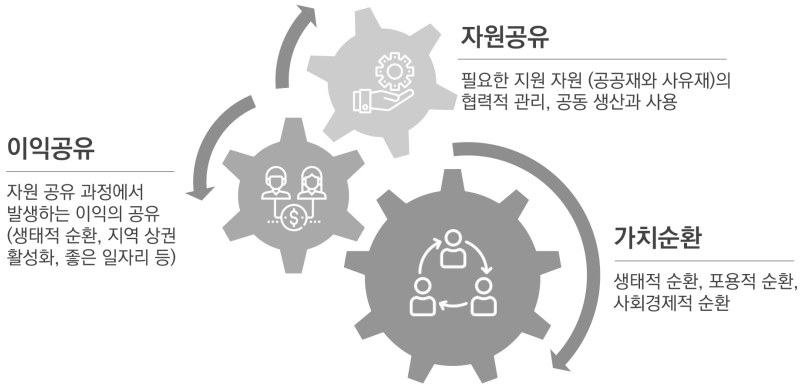 자원공유
필요한 지원 자원 (공공재와 사유재)의
협력적 관리, 공동 생산과 사용
이익공유
자원 공유 과정에서
발생하는 이익의 공유
(생태적 순환, 지역 상권
활성화, 좋은 일자리 등)
$
가치순환
생태적 순환, 포용적 순환,
사회경제적 순환